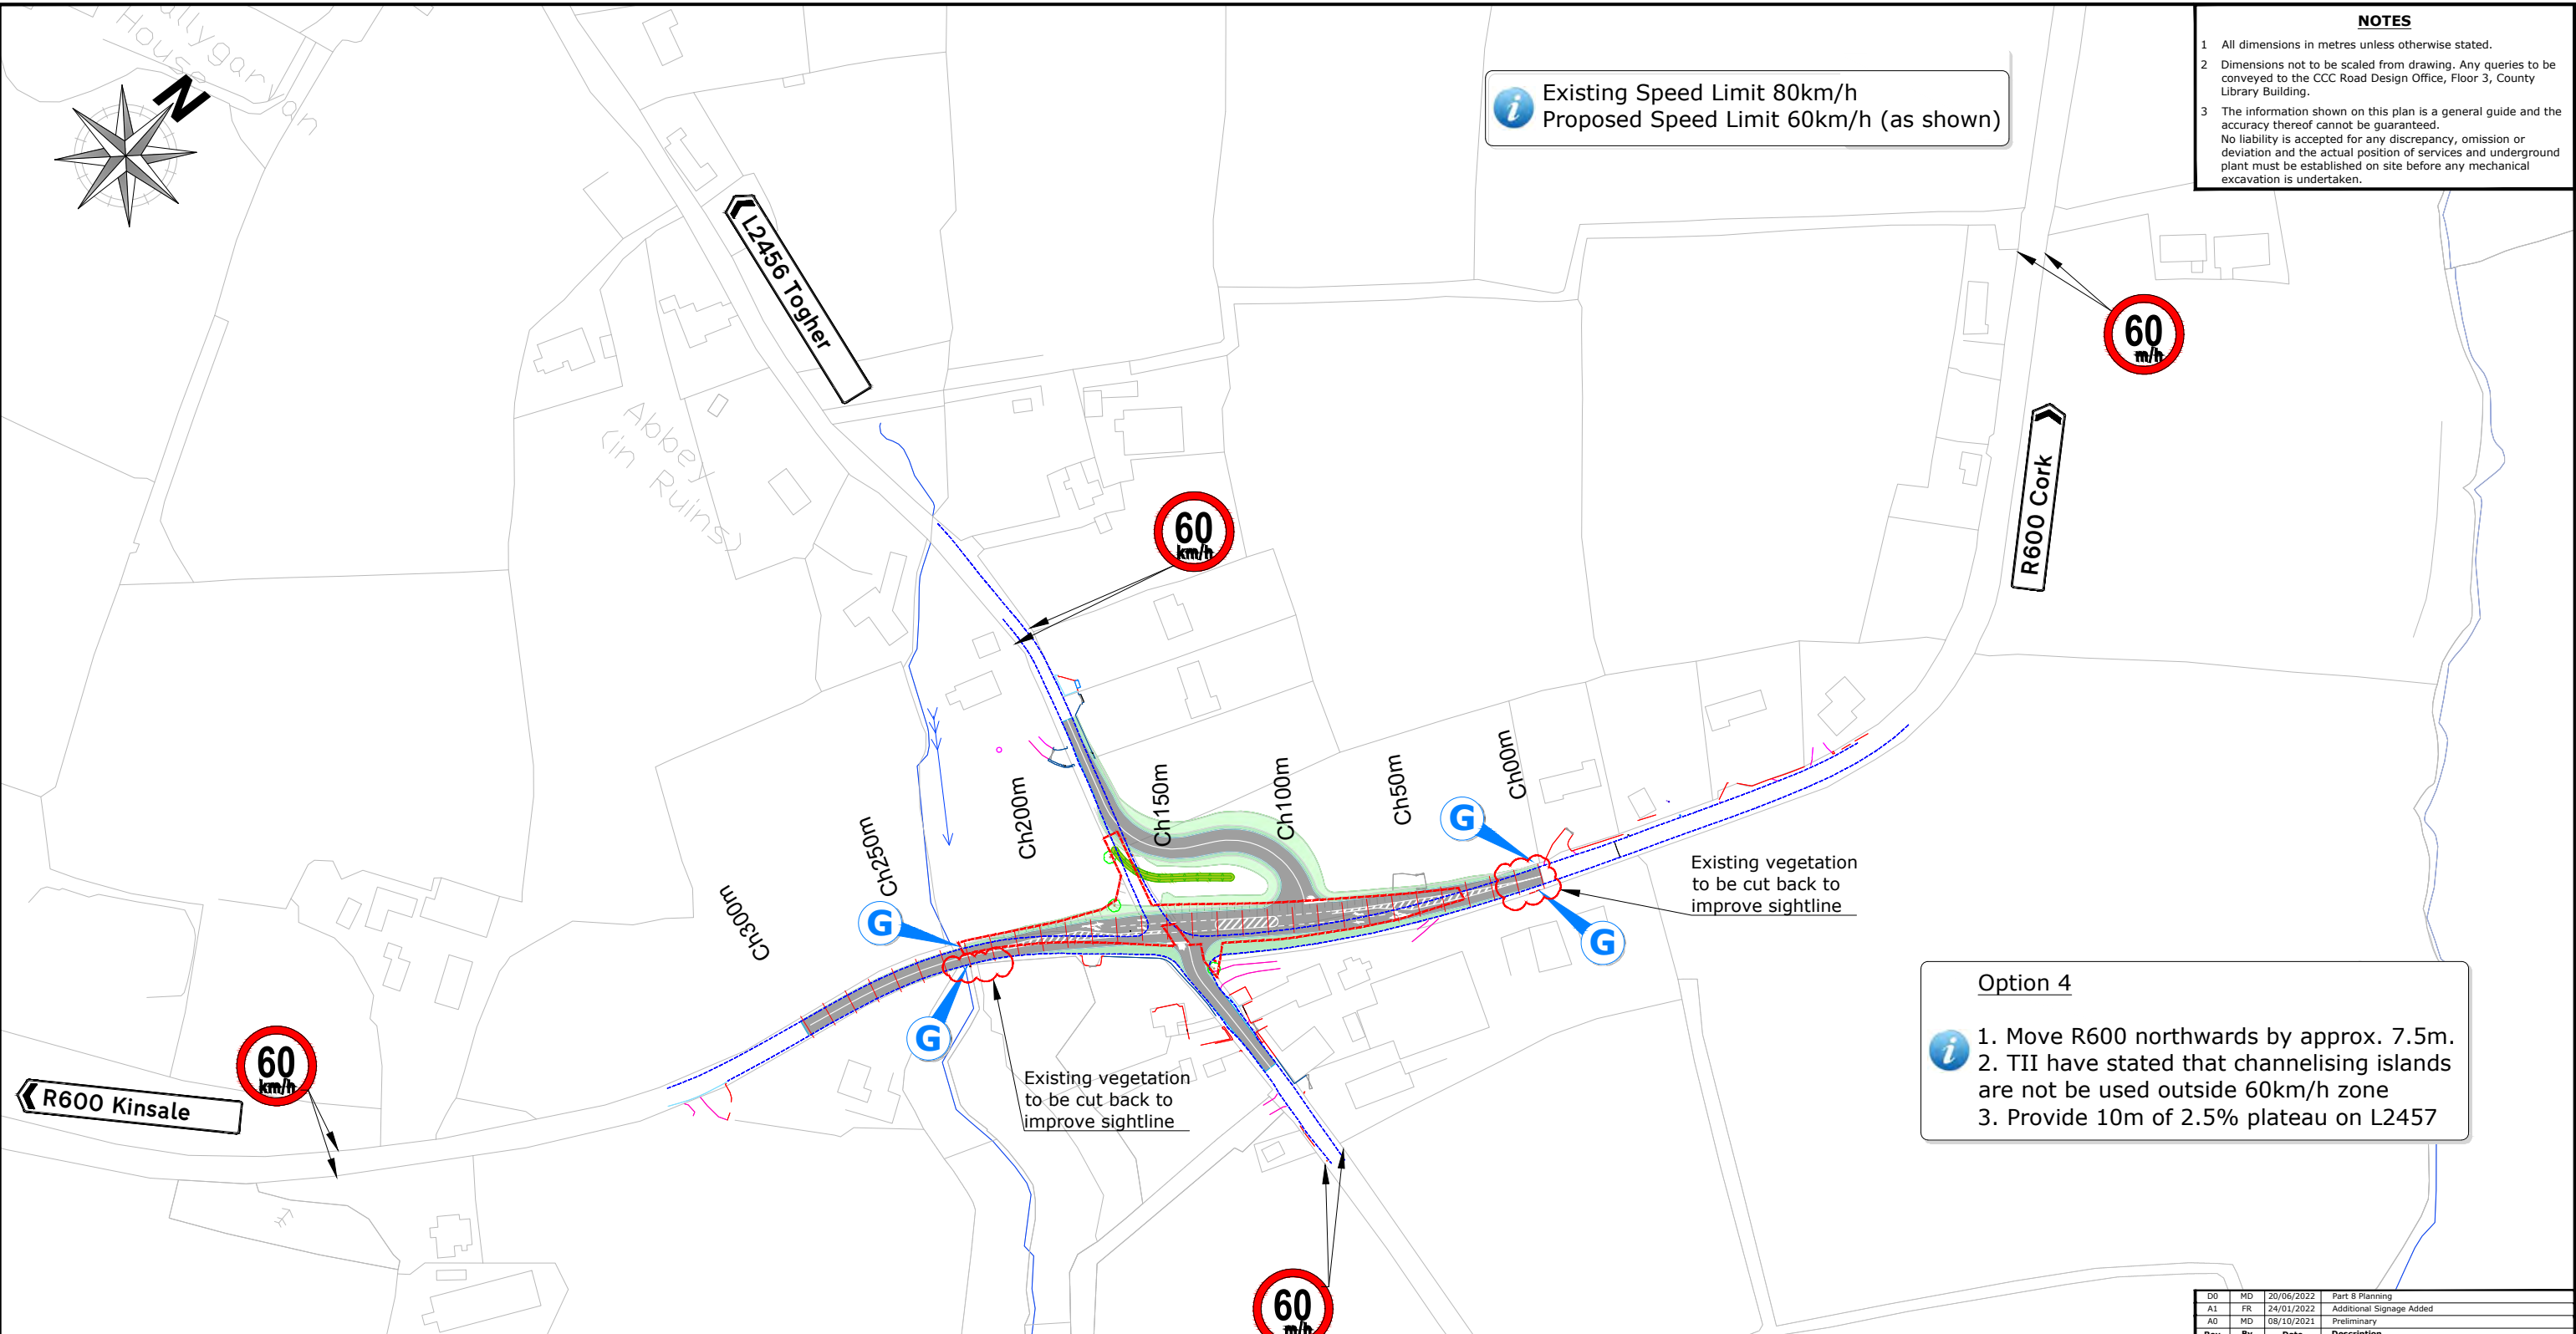 NOTES
1 All dimensions in metres unless otherwise stated.
2 Dimensions not to be scaled from drawing. Any queries to be
conveyed to the CCC Road Design Office, Floor 3, County
Library Building.
3 The information shown on this plan is a general guide and the
accuracy thereof cannot be guaranteed.
No liability is accepted for any discrepancy, omission or
deviation and the actual position of services and underground
plant must be established on site before any mechanical
excavation is undertaken.
House
N
Existing Speed Limit 80km/h
Proposed Speed Limit 60km/h (as shown)
L2456 Togher
60
m/h
Abbey
(in Ruins)
R600 Cork
60
km/h
Ch300m
Ch250m
Ch200m
Ch150m
Ch100m
Ch50m
Ch00m
G
G
G
G
Existing vegetation
to be cut back to
improve sightline
Existing vegetation
to be cut back to
improve sightline
60
km/h
R600 Kinsale
Option 4
1. Move R600 northwards by approx. 7.5m.
2. TII have stated that channelising islands
are not be used outside 60km/h zone
3. Provide 10m of 2.5% plateau on L2457
60
m/h
D0 MD 20/06/2022 Part 8 Planning
A1 FR 24/01/2022 Additional Signage Added
A0 MD 08/10/2021 Preliminary
Rev By Date Description